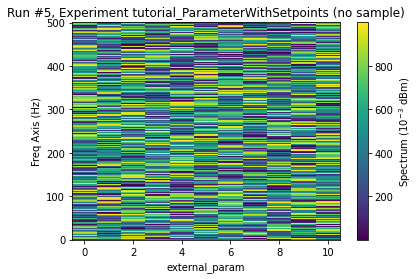 Run #5, Experiment tutorial_ParameterWithSetpoints (no sample)
500
400
300
200
100
0
Freq Axis (Hz)
0 2 4 6 8 10
external_param
800
600
400
200
Spectrum (10⁻³ dBm)